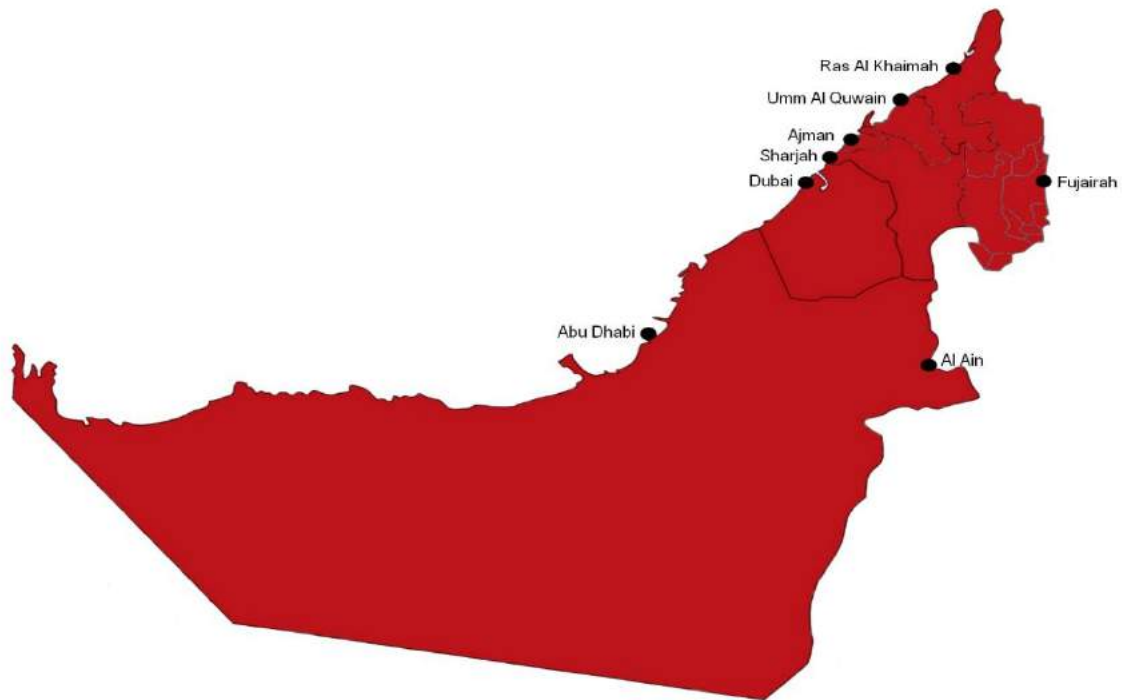 Ras Al Khaimah
Umm Al Quwain
Ajman
Sharjah
Dubai
Fujairah
Abu Dhabi
Al Ain